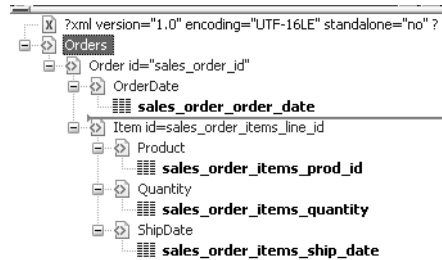 ?xml version="1.0" encoding="UTF-16LE" standalone="no" ?
Orders
Order id="sales_order_id"
OrderDate
sales_order_order_date
Item id=sales_order_items_line_id
Product
sales_order_items_prod_id
Quantity
sales_order_items_quantity
ShipDate
sales_order_items_ship_date